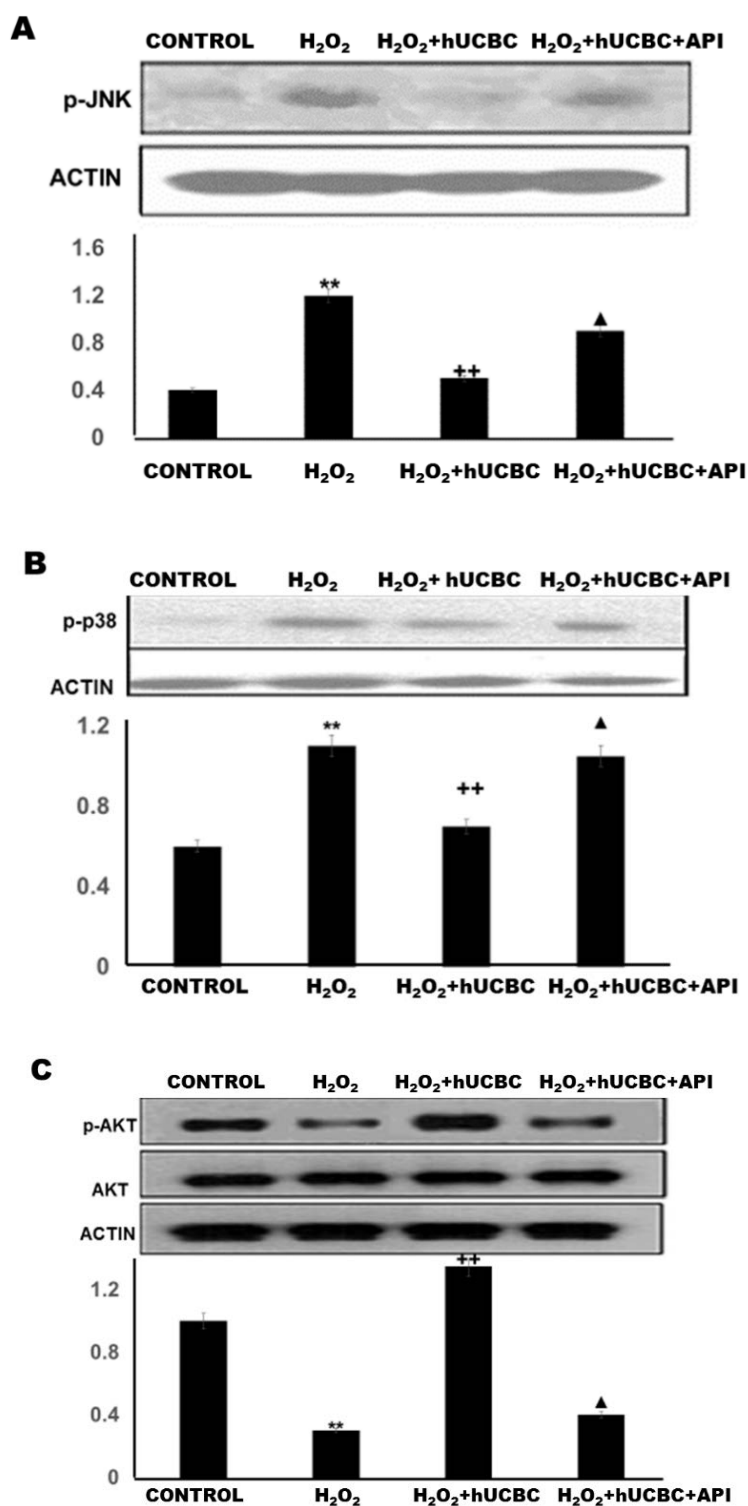 A
CONTROL H₂O₂ H₂O₂+hUCBC H₂O₂+hUCBC+API
p-JNK
ACTIN
1.6
1.2
0.8
0.4
0
**
++
▲
CONTROL H₂O₂ H₂O₂+hUCBC H₂O₂+hUCBC+API
B
CONTROL H₂O₂ H₂O₂+ hUCBC H₂O₂+hUCBC+API
p-p38
ACTIN
1.2
0.8
0.4
0
**
++
▲
CONTROL H₂O₂ H₂O₂+hUCBC H₂O₂+hUCBC+API
C
CONTROL H₂O₂ H₂O₂+hUCBC H₂O₂+hUCBC+API
p-AKT
AKT
ACTIN
1.2
0.8
0.4
0
**
++
▲
CONTROL H₂O₂ H₂O₂+hUCBC H₂O₂+hUCBC+API